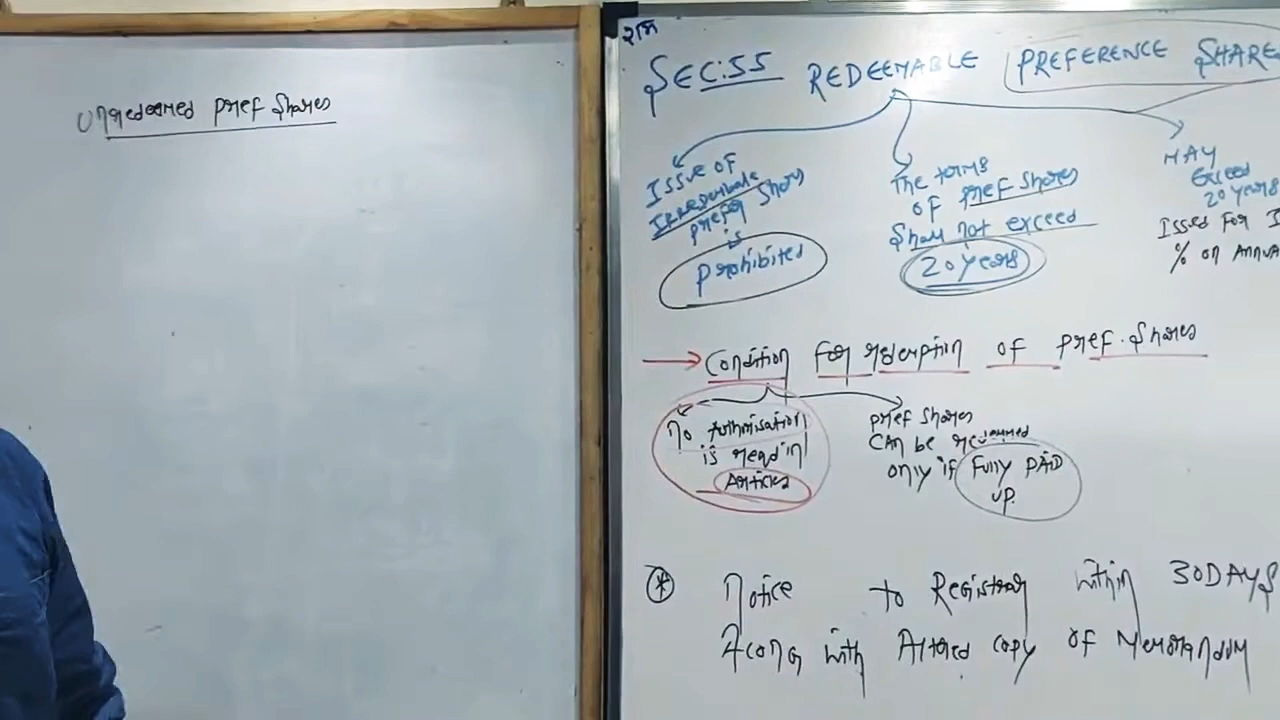 Unredeemed Pref Shares
राम
SEC:55 REDEEMABLE PREFERENCE SHARE
Issue of
Irredeemable
prefer Shares
is
Prohibited
The terms
of Pref Shares
Shall not exceed
20 years
MAY
Exceed
20 years
Issed For I
% on Annua
Condition For redemption of Pref. Shares
No Authorisation
is reqd in
Articles
Pref Shares
CAN be redeemed
only if Fully PAID
UP.
* Notice to Registrar within 30 DAYS
Along with Altered copy of Memorandum